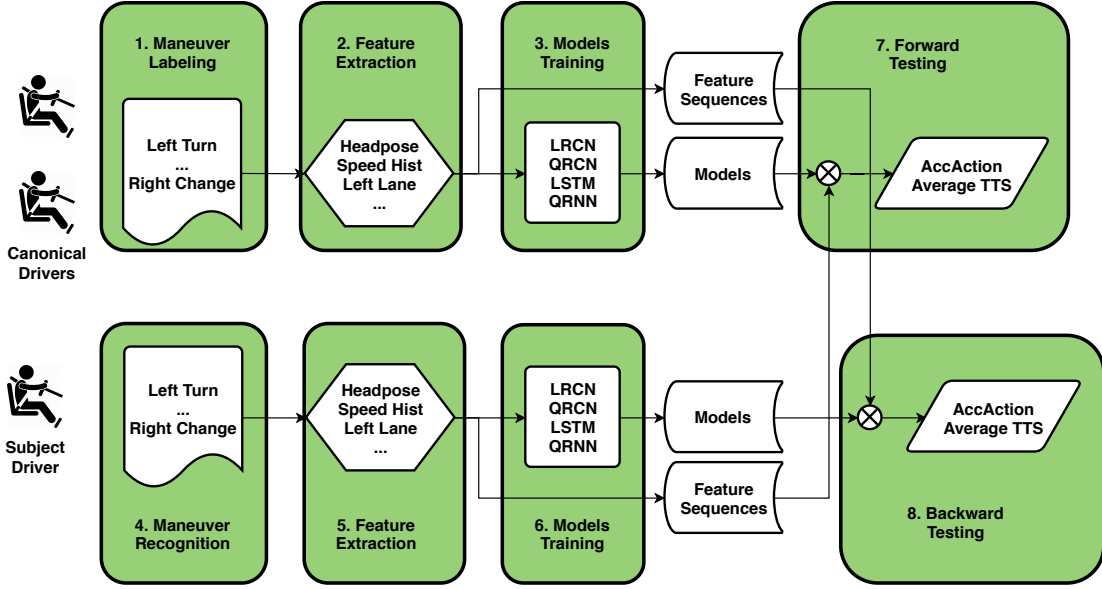 1. Maneuver
Labeling
Left Turn
...
Right Change
2. Feature
Extraction
Headpose
Speed Hist
Left Lane
...
3. Models
Training
LRCN
QRCN
LSTM
QRNN
Feature
Sequences
Models
7. Forward
Testing
AccAction
Average TTS
Canonical
Drivers
Subject
Driver
Left Turn
...
Right Change
4. Maneuver
Recognition
Headpose
Speed Hist
Left Lane
...
5. Feature
Extraction
LRCN
QRCN
LSTM
QRNN
6. Models
Training
Models
Feature
Sequences
AccAction
Average TTS
8. Backward
Testing